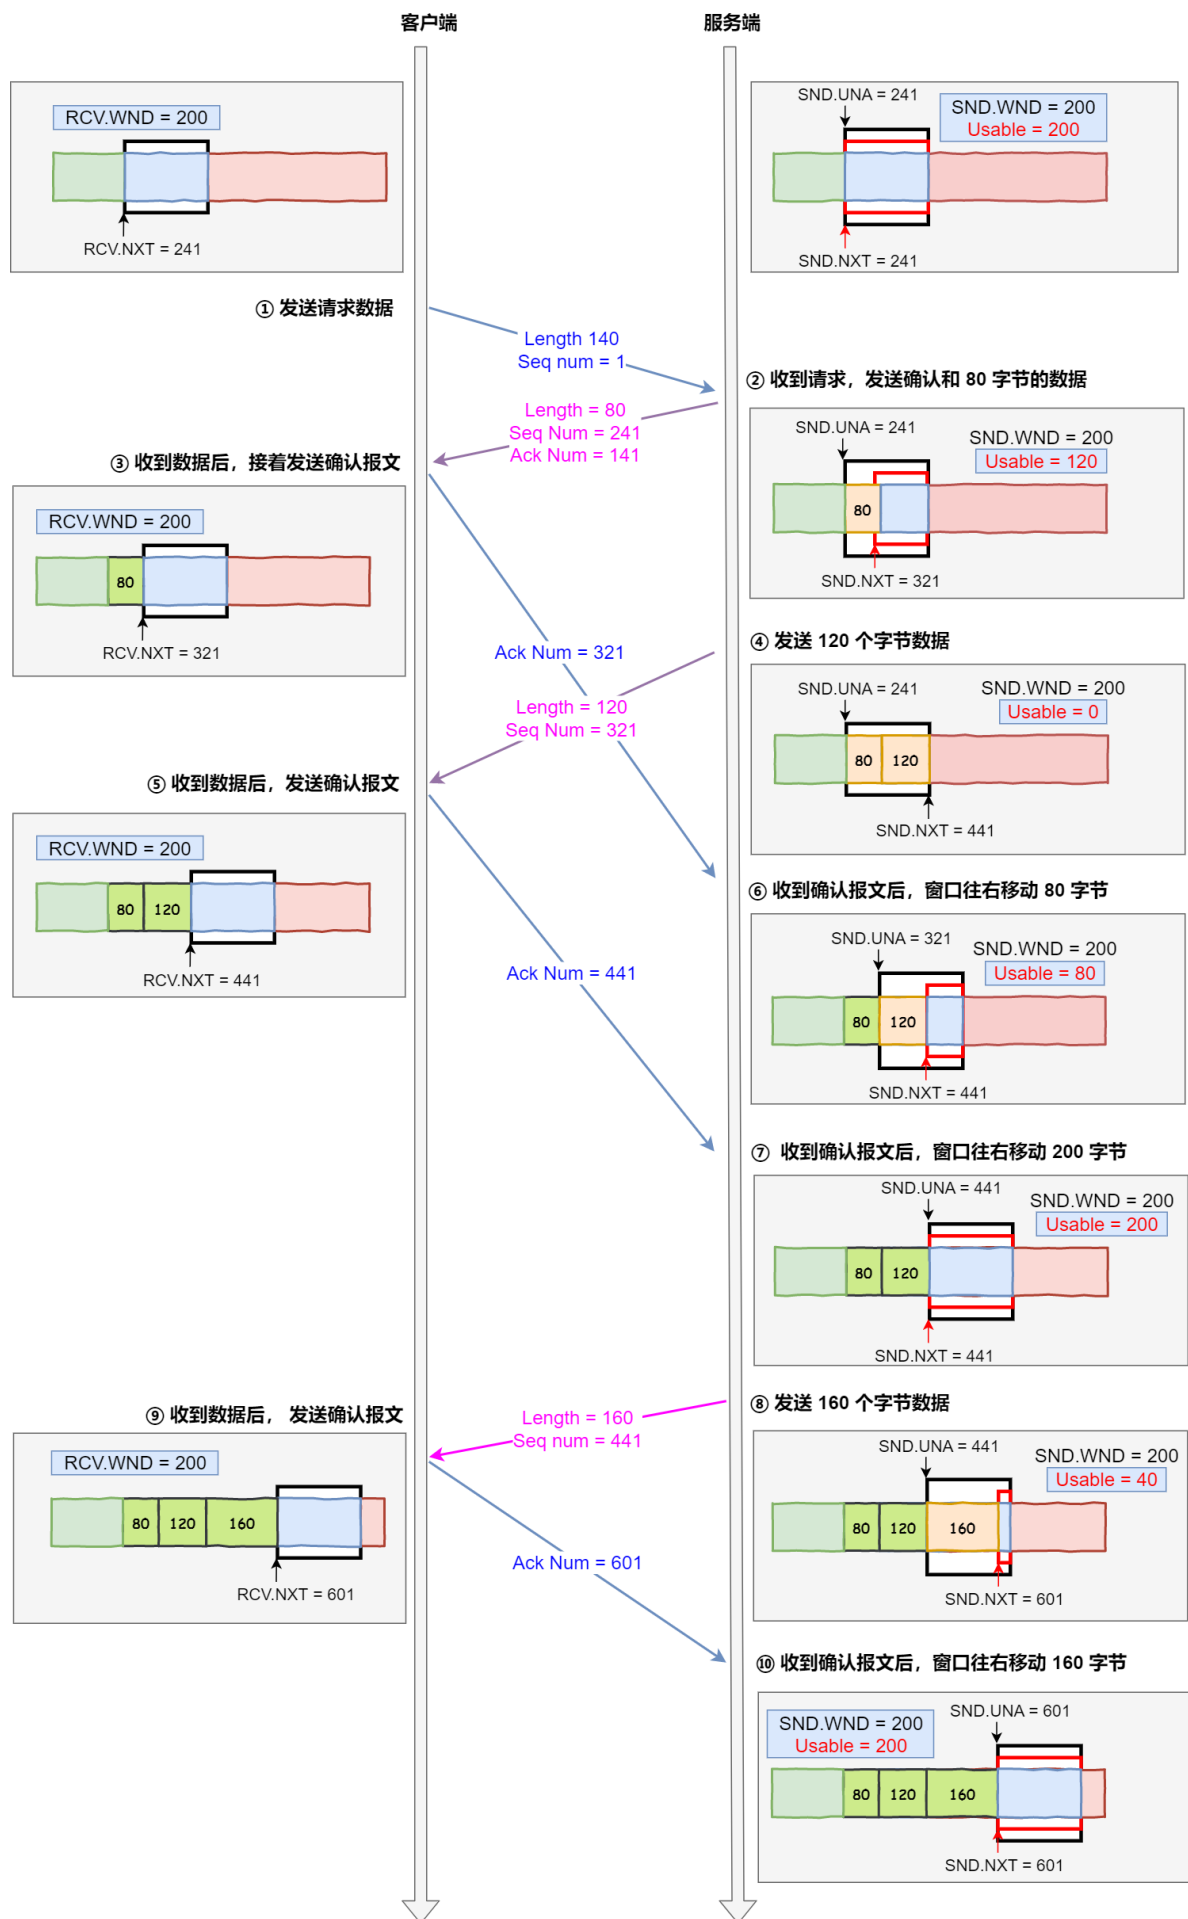 客户端
服务端
RCV.WND = 200
RCV.NXT = 241
SND.UNA = 241
SND.WND = 200
Usable = 200
SND.NXT = 241
① 发送请求数据
Length 140
Seq num = 1
② 收到请求，发送确认和 80 字节的数据
Length = 80
Seq Num = 241
Ack Num = 141
SND.UNA = 241
SND.WND = 200
Usable = 120
80
SND.NXT = 321
③ 收到数据后，接着发送确认报文
RCV.WND = 200
80
RCV.NXT = 321
Ack Num = 321
④ 发送 120 个字节数据
SND.UNA = 241
SND.WND = 200
Usable = 0
80
120
SND.NXT = 441
Length = 120
Seq Num = 321
⑤ 收到数据后，发送确认报文
RCV.WND = 200
80
120
RCV.NXT = 441
Ack Num = 441
⑥ 收到确认报文后，窗口往右移动 80 字节
SND.UNA = 321
SND.WND = 200
Usable = 80
80
120
SND.NXT = 441
⑦ 收到确认报文后，窗口往右移动 200 字节
SND.UNA = 441
SND.WND = 200
Usable = 200
80
120
SND.NXT = 441
⑧ 发送 160 个字节数据
Length = 160
Seq num = 441
SND.UNA = 441
SND.WND = 200
Usable = 40
80
120
160
SND.NXT = 601
⑨ 收到数据后， 发送确认报文
RCV.WND = 200
80
120
160
RCV.NXT = 601
Ack Num = 601
⑩ 收到确认报文后，窗口往右移动 160 字节
SND.WND = 200
Usable = 200
SND.UNA = 601
80
120
160
SND.NXT = 601